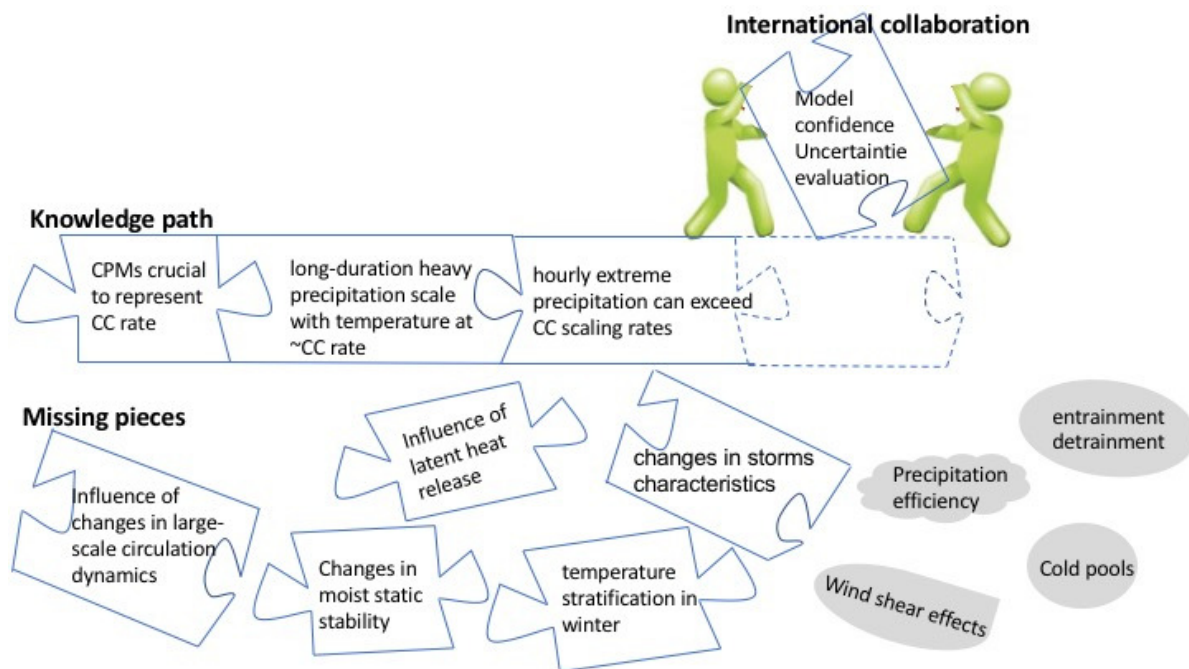 International collaboration
Model
confidence
Uncertaintie
evaluation
Knowledge path
CPMs crucial
to represent
CC rate
long-duration heavy
precipitation scale
with temperature at
~CC rate
hourly extreme
precipitation can exceed
CC scaling rates
Missing pieces
Influence of
changes in large-
scale circulation
dynamics
Influence of
latent heat
release
Changes in
moist static
stability
temperature
stratification in
winter
changes in storms
characteristics
entrainment
detrainment
Precipitation
efficiency
Cold pools
Wind shear effects